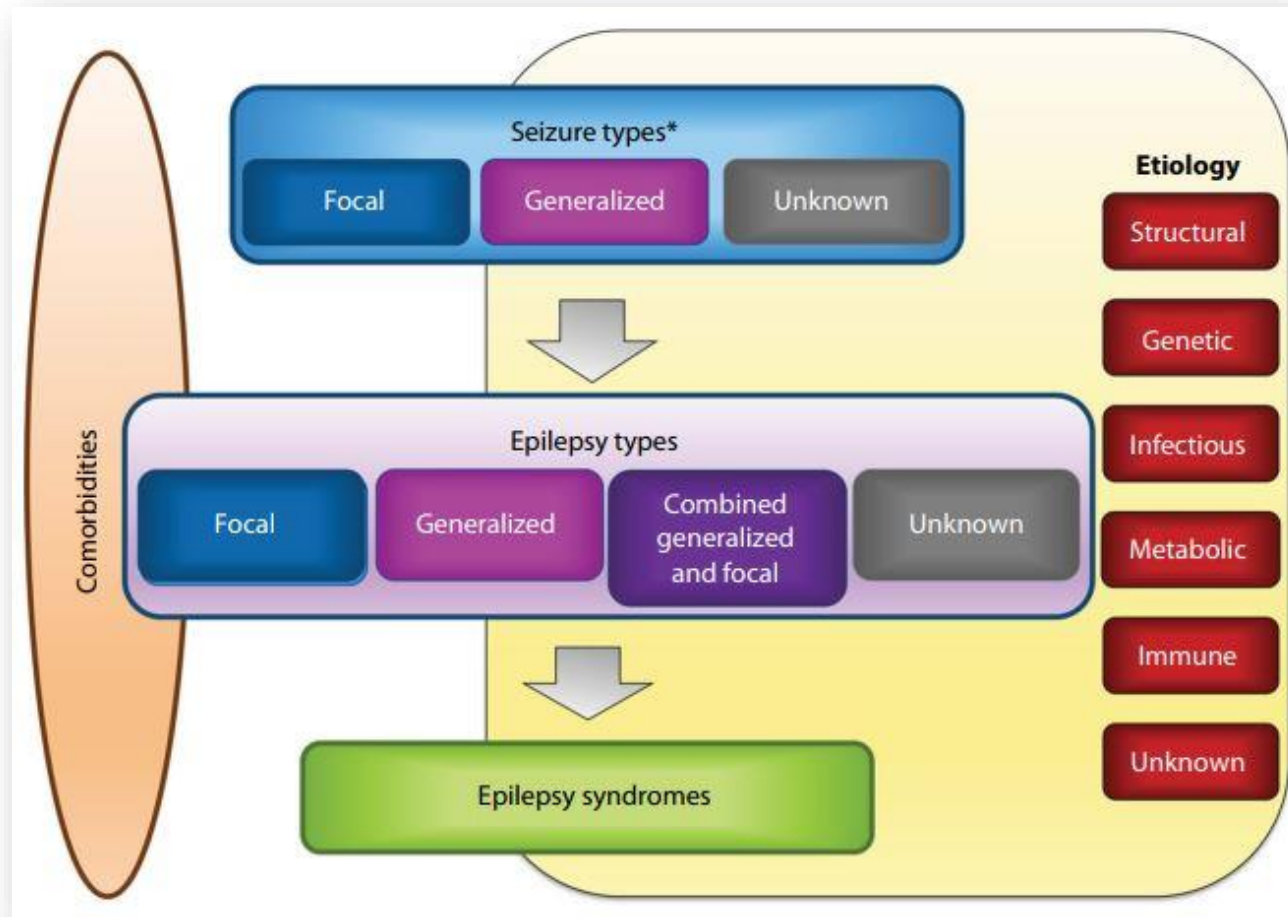 Seizure types*
Focal
Generalized
Unknown
Epilepsy types
Focal
Generalized
Combined
generalized
and focal
Unknown
Epilepsy syndromes
Comorbidities
Etiology
Structural
Genetic
Infectious
Metabolic
Immune
Unknown